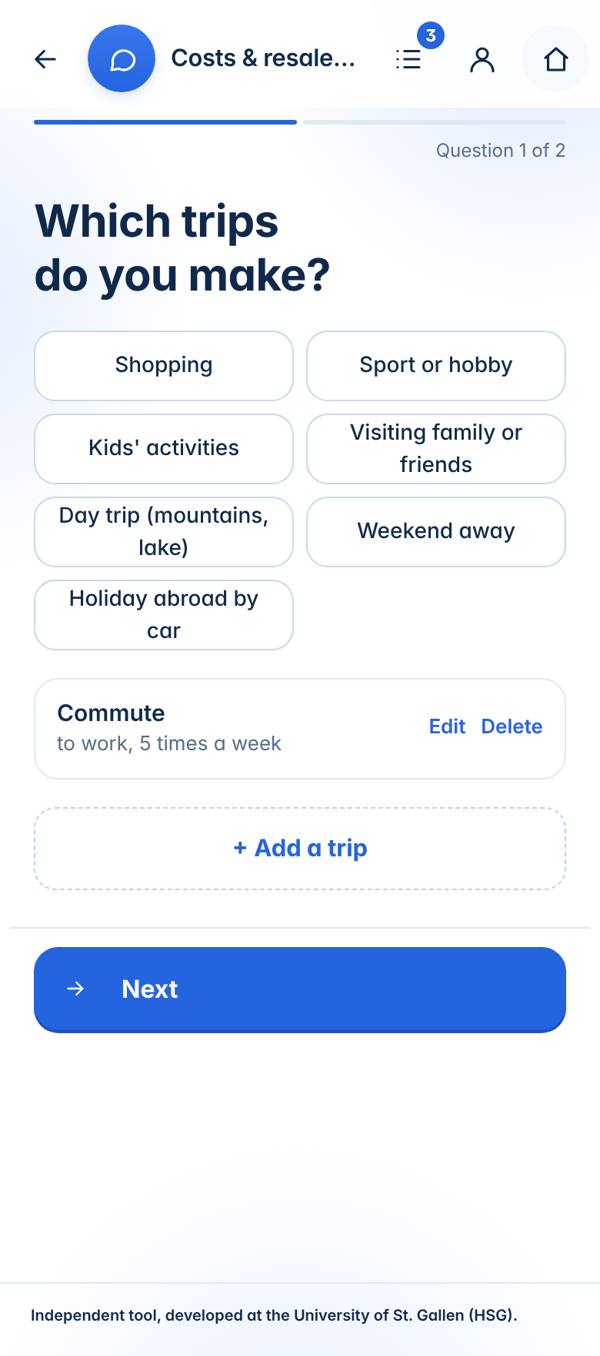 Costs & resale...
3
Question 1 of 2
Which trips
do you make?
Shopping
Sport or hobby
Kids' activities
Visiting family or
friends
Day trip (mountains,
lake)
Weekend away
Holiday abroad by
car
Commute
to work, 5 times a week
Edit Delete
+ Add a trip
Next
Independent tool, developed at the University of St. Gallen (HSG).